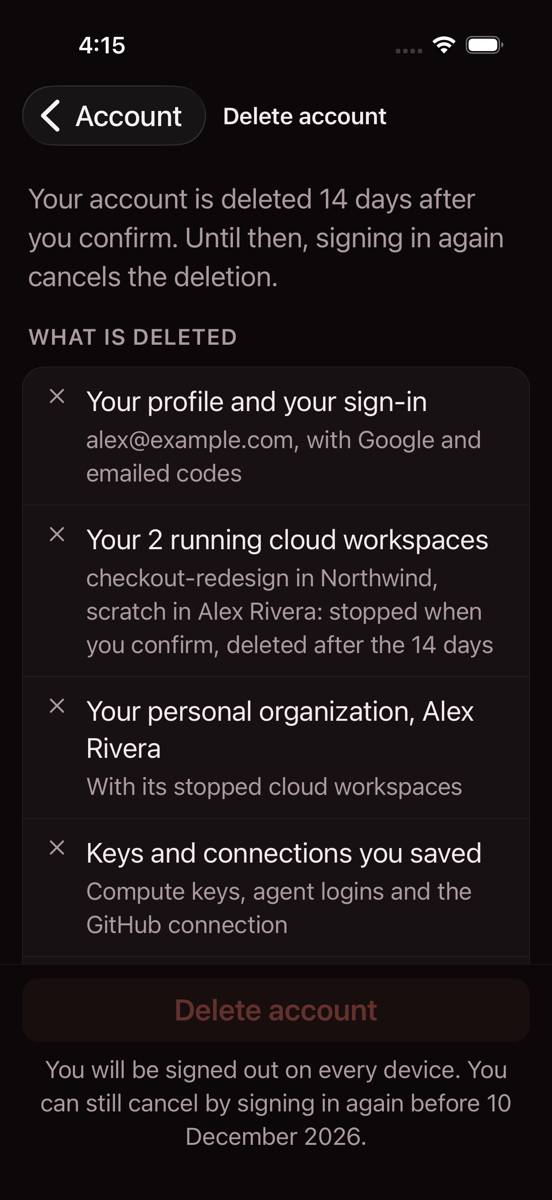 4:15
Account
Delete account
Your account is deleted 14 days after
you confirm. Until then, signing in again
cancels the deletion.
WHAT IS DELETED
Your profile and your sign-in
alex@example.com, with Google and
emailed codes
Your 2 running cloud workspaces
checkout-redesign in Northwind,
scratch in Alex Rivera: stopped when
you confirm, deleted after the 14 days
Your personal organization, Alex
Rivera
With its stopped cloud workspaces
Keys and connections you saved
Compute keys, agent logins and the
GitHub connection
Delete account
You will be signed out on every device. You
can still cancel by signing in again before 10
December 2026.